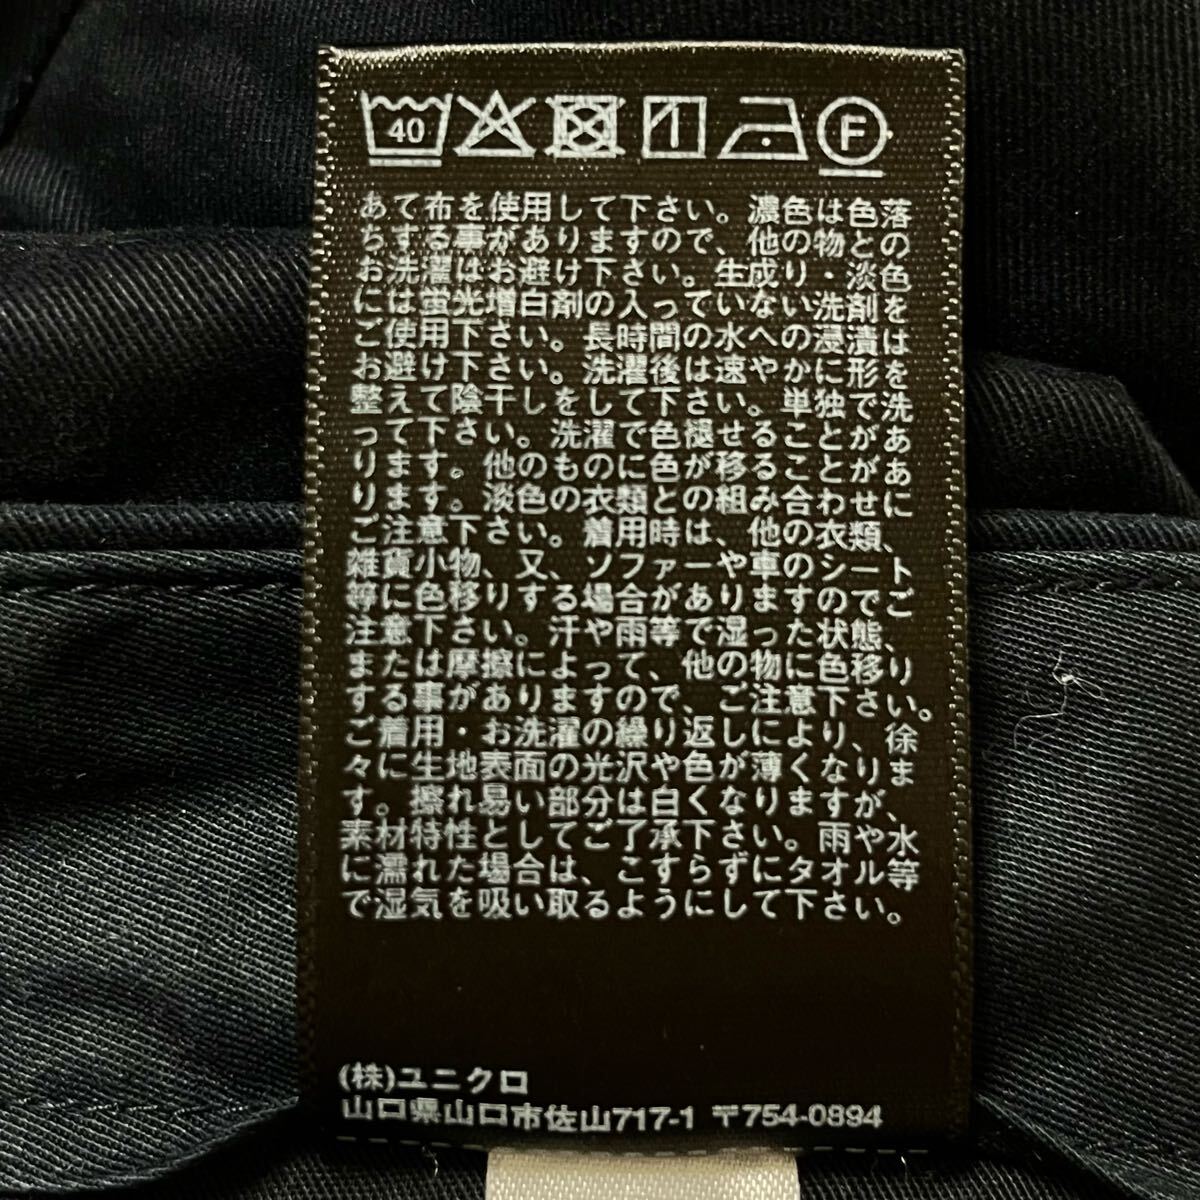 40 F
あて布を使用して下さい。濃色は色落
ちする事がありますので、他の物との
お洗濯はお避け下さい。生成り・淡色
には蛍光増白剤の入っていない洗剤を
ご使用下さい。長時間の水への浸漬は
お避け下さい。洗濯後は速やかに形を
整えて陰干しをして下さい。単独で洗
って下さい。洗濯で色褪せることがあ
ります。他のものに色が移ることがあ
ります。淡色の衣類との組み合わせに
ご注意下さい。着用時は、他の衣類、
雑貨小物、又、ソファーや車のシート
等に色移りする場合がありますのでご
注意下さい。汗や雨等で湿った状態、
または摩擦によって、他の物に色移り
する事がありますので、ご注意下さい。
ご着用・お洗濯の繰り返しにより、徐
々に生地表面の光沢や色が薄くなりま
す。擦れ易い部分は白くなりますが、
素材特性としてご了承下さい。雨や水
に濡れた場合は、こすらずにタオル等
で湿気を吸い取るようにして下さい。
(株)ユニクロ
山口県山口市佐山717-1 〒754-0894